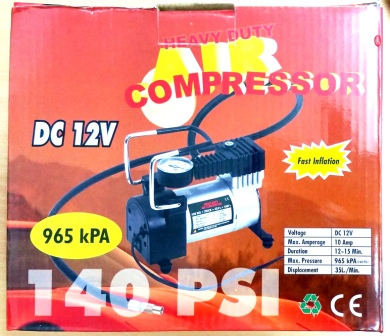 HEAVY DUTY
AIR
COMPRESSOR
DC 12V
Fast Inflation
965 kPA
Voltage DC 12V
Max. Amperage 10 Amp
Duration 12~15 Min.
Max. Pressure 965 kPA
Displacement 35L/Min.
140 PSI
CE